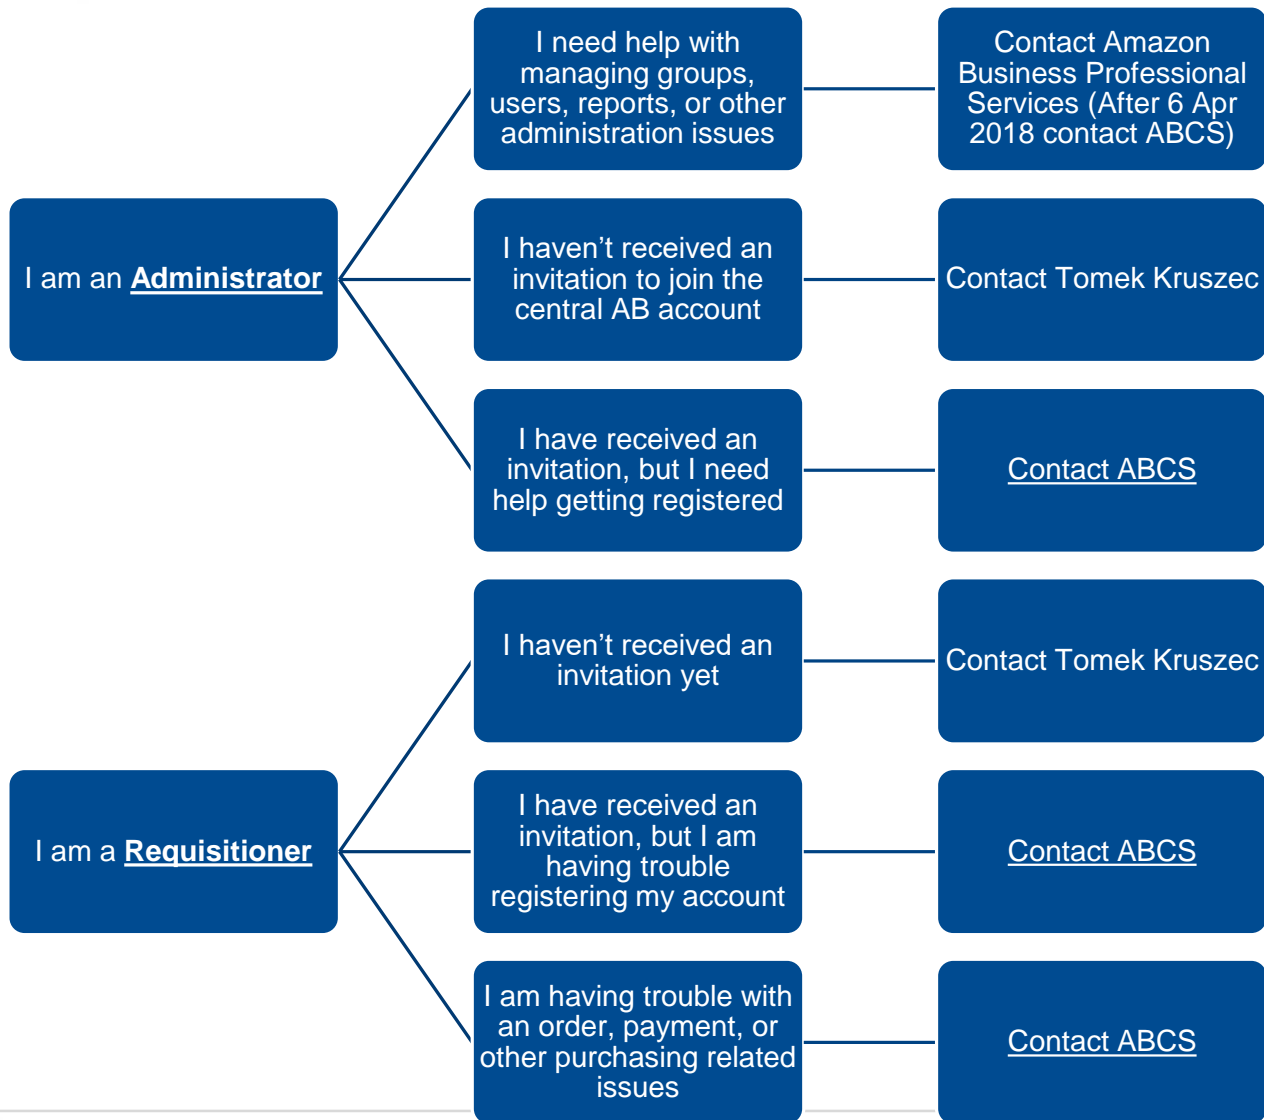 I need help with
managing groups,
users, reports, or other
administration issues
Contact Amazon
Business Professional
Services (After 6 Apr
2018 contact ABCS)
I am an Administrator
I haven’t received an
invitation to join the
central AB account
Contact Tomek Kruszec
I have received an
invitation, but I need
help getting registered
Contact ABCS
I haven’t received an
invitation yet
Contact Tomek Kruszec
I am a Requisitioner
I have received an
invitation, but I am
having trouble
registering my account
Contact ABCS
I am having trouble with
an order, payment, or
other purchasing related
issues
Contact ABCS